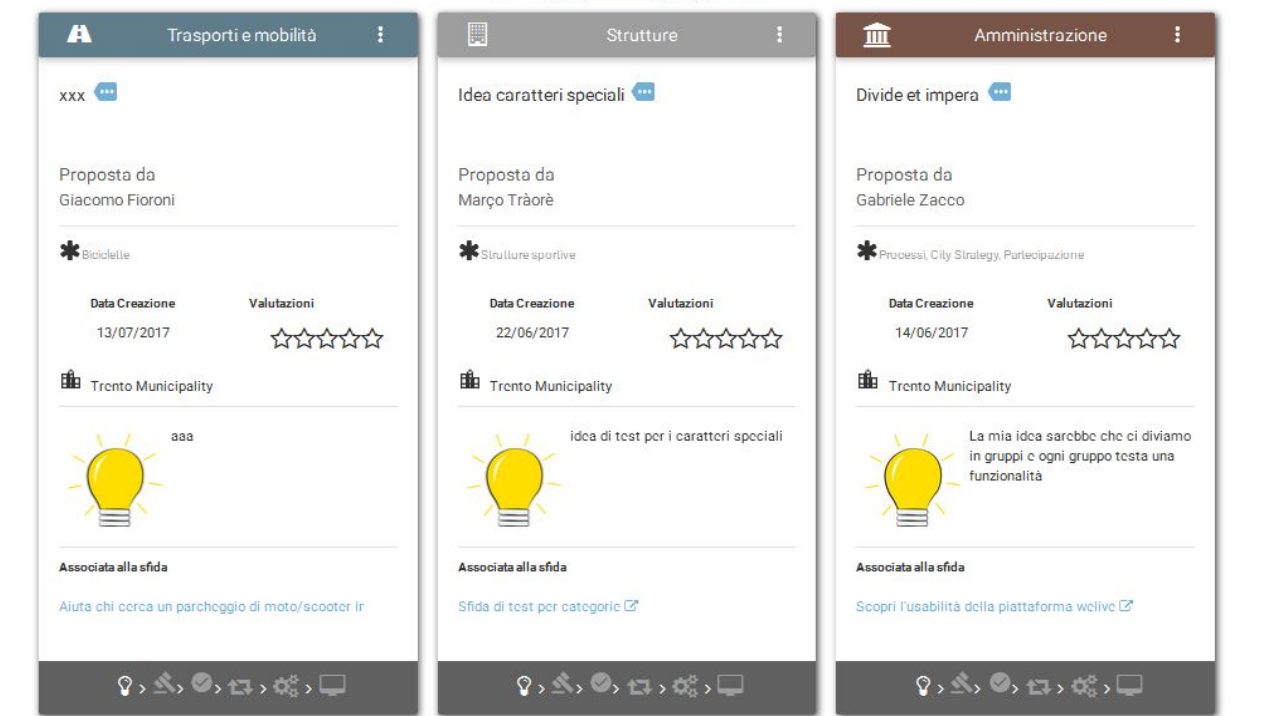 Trasporti e mobilità
xxx
Proposta da
Giacomo Fioroni
Biciclette
Data Creazione Valutazioni
13/07/2017
Trento Municipality
aaa
Associata alla sfida
Aiuta chi cerca un parcheggio di moto/scooter ir
Strutture
Idea caratteri speciali
Proposta da
Març̧o Tràorè
Strutture sportive
Data Creazione Valutazioni
22/06/2017
Trento Municipality
idea di test per i caratteri speciali
Associata alla sfida
Sfida di test per categorie
Amministrazione
Divide et impera
Proposta da
Gabriele Zacco
Processi, City Strategy, Partecipazione
Data Creazione Valutazioni
14/06/2017
Trento Municipality
La mia idea sarebbe che ci diviamo
in gruppi e ogni gruppo testa una
funzionalità
Associata alla sfida
Scopri l'usabilità della piattaforma welive